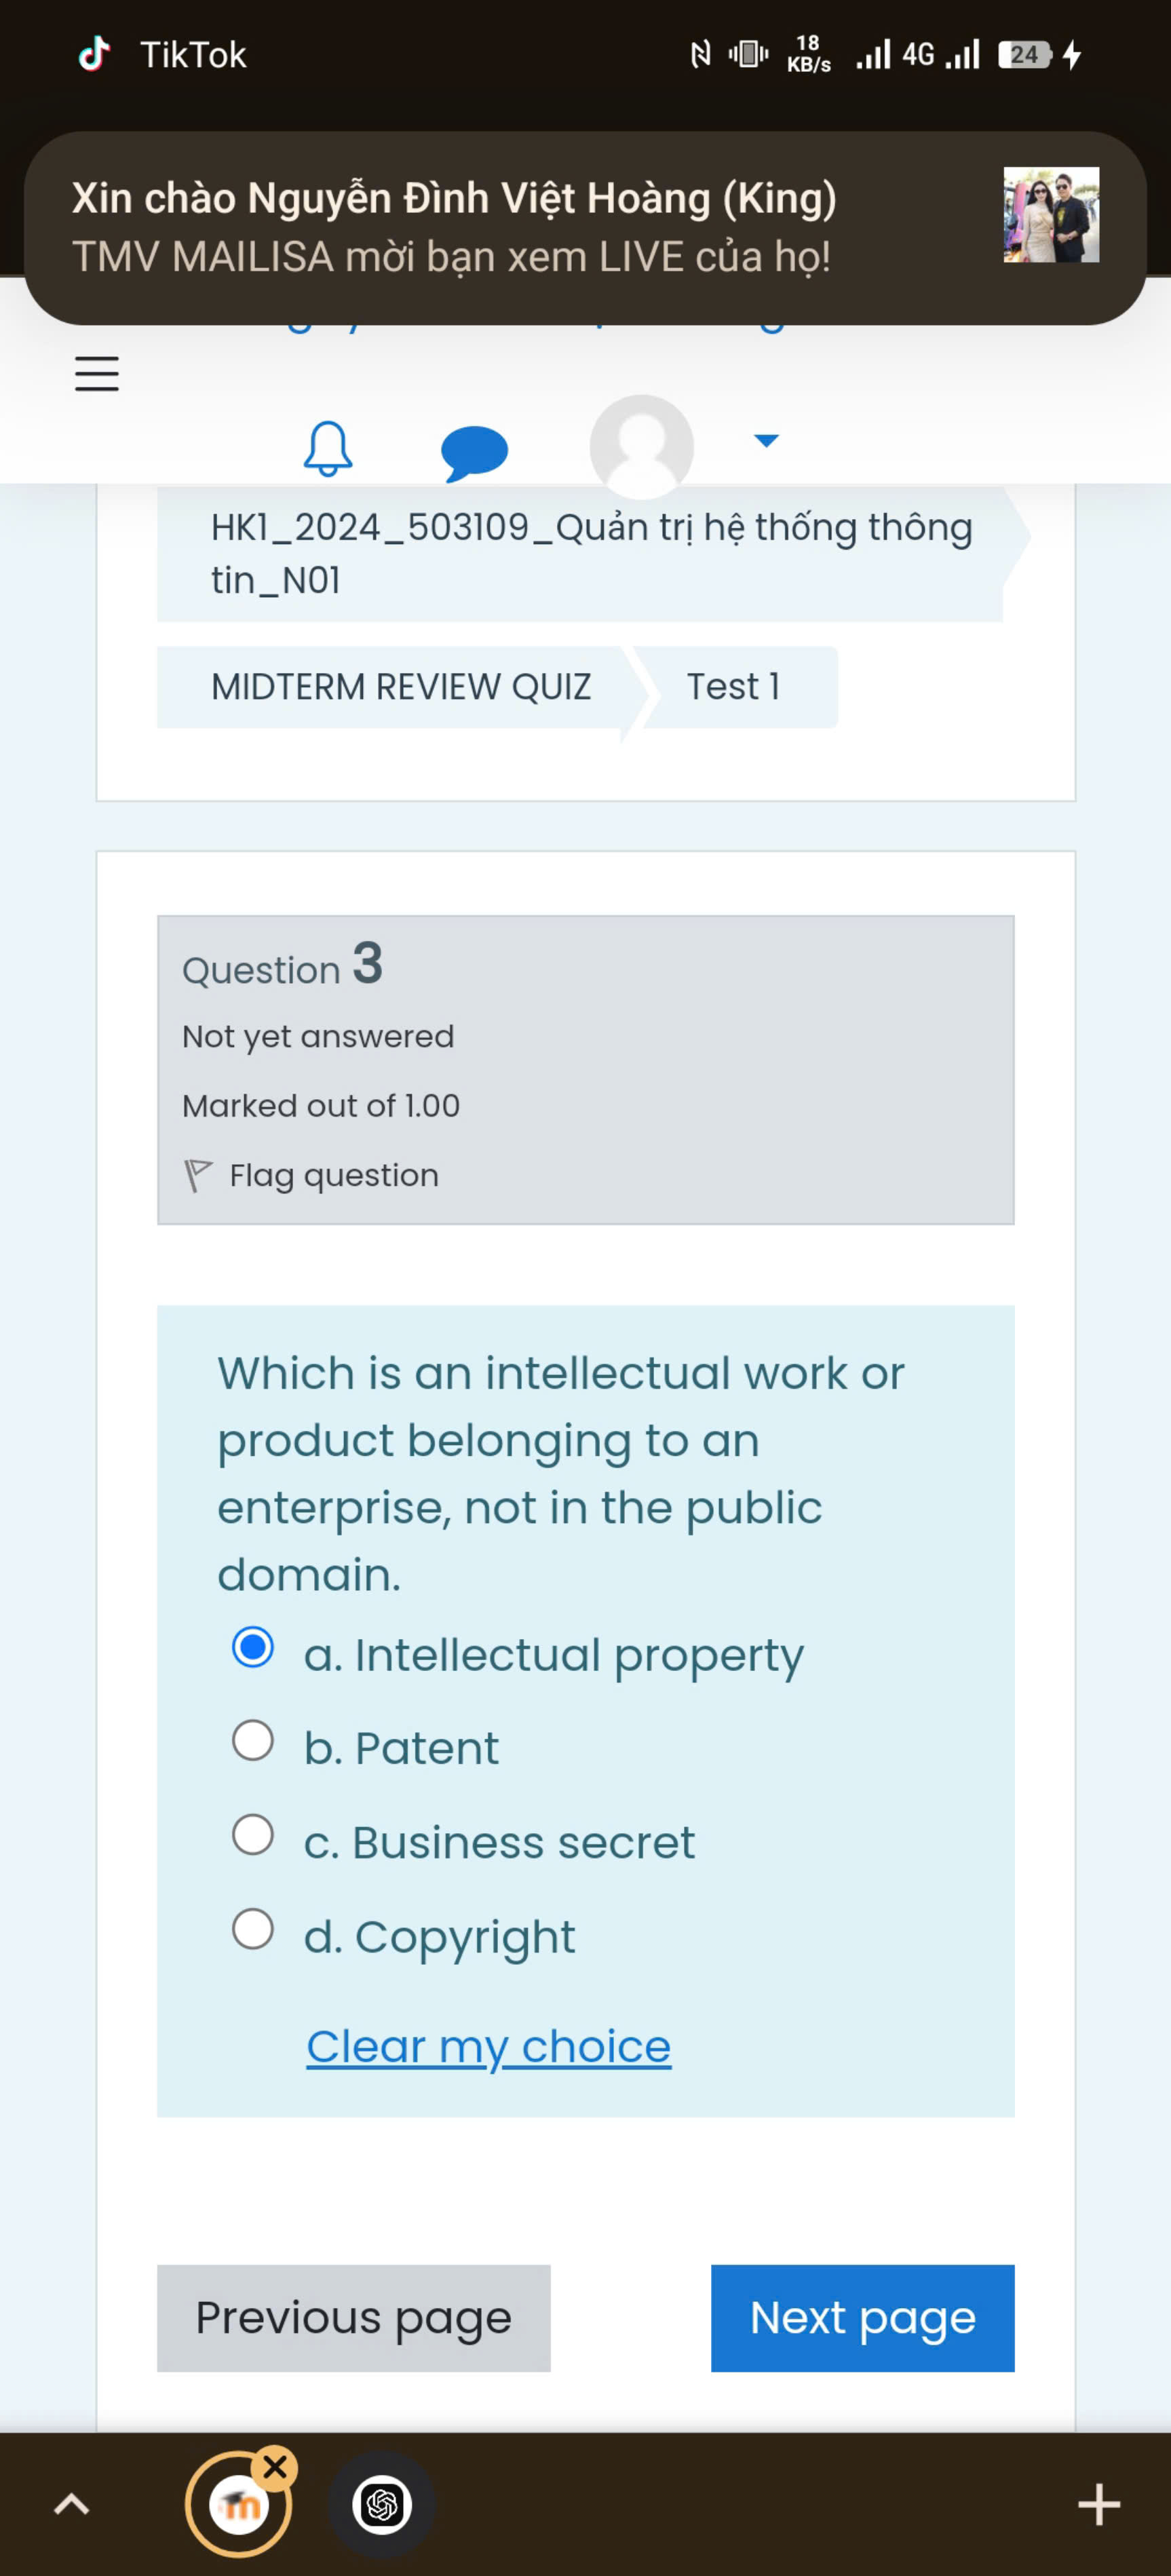 TikTok
18
KB/s
4G
24
Xin chào Nguyễn Đình Việt Hoàng (King)
TMV MAILISA mời bạn xem LIVE của họ!
HK1_2024_503109_Quản trị hệ thống thông
tin_N01
MIDTERM REVIEW QUIZ
Test 1
Question 3
Not yet answered
Marked out of 1.00
Flag question
Which is an intellectual work or
product belonging to an
enterprise, not in the public
domain.
a. Intellectual property
b. Patent
c. Business secret
d. Copyright
Clear my choice
Previous page
Next page